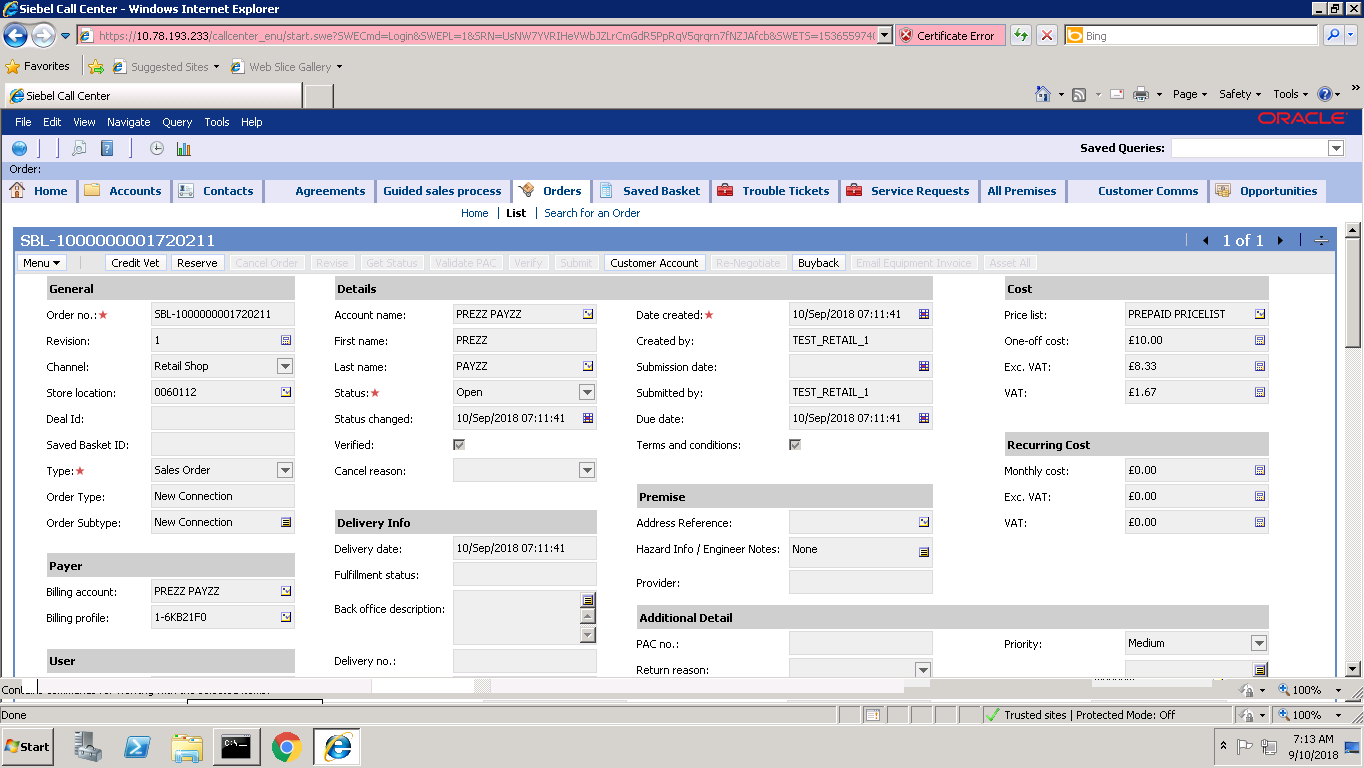 Siebel Call Center - Windows Internet Explorer
https://10.78.193.233/callcenter_enu/start.swe?SWECmd=Login&SWEPL=1&SRN= Certificate Error Bing
Favorites Suggested Sites Web Slice Gallery
Siebel Call Center Page Safety Tools »
File Edit View Navigate Query Tools Help ORACLE
Saved Queries:
Order:
Home Accounts Contacts Agreements Guided sales process Orders Saved Basket Trouble Tickets Service Requests All Premises Customer Comms Opportunities
Home List Search for an Order
SBL-1000000001720211 1 of 1
Menu Credit Vet Reserve Cancel Order Revise Get Status Validate PAC Verify Submit Customer Account Re-Negotiate Buyback Email Equipment Invoice Asset All
General Details Cost
Order no.:★ SBL-1000000001720211 Account name: PREZZ PAYZZ Date created:★ 10/Sep/2018 07:11:41 Price list: PREPAID PRICELIST
Revision: 1 First name: PREZZ Created by: TEST_RETAIL_1 One-off cost: £10.00
Channel: Retail Shop Last name: PAYZZ Submission date: Exc. VAT: £8.33
Store location: 0060112 Status:★ Open Submitted by: TEST_RETAIL_1 VAT: £1.67
Deal Id: Status changed: 10/Sep/2018 07:11:41 Due date: 10/Sep/2018 07:11:41
Saved Basket ID: Verified: Terms and conditions: Recurring Cost
Type:★ Sales Order Cancel reason: Monthly cost: £0.00
Order Type: New Connection Premise Exc. VAT: £0.00
Order Subtype: New Connection Delivery Info Address Reference: VAT: £0.00
Delivery date: 10/Sep/2018 07:11:41 Hazard Info / Engineer Notes: None
Payer Fulfillment status: Provider:
Billing account: PREZZ PAYZZ Back office description:
Billing profile: 1-6KB21F0 Additional Detail
PAC no.: Priority: Medium
User Delivery no.: Return reason:
100%
Done Trusted sites | Protected Mode: Off 100%
Start 7:13 AM
9/10/2018